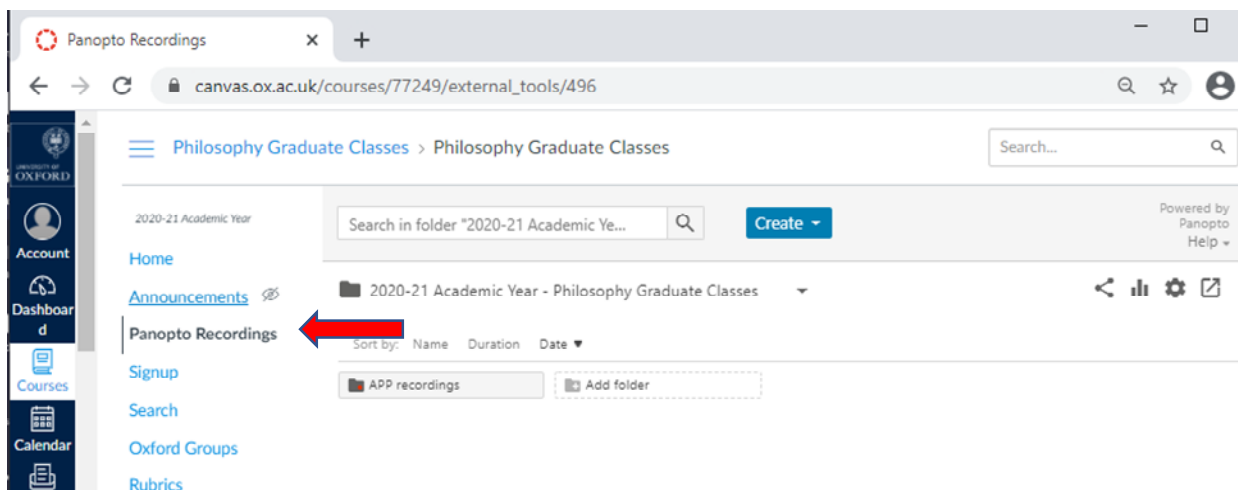 Panopto Recordings
canvas.ox.ac.uk/courses/77249/external_tools/496
UNIVERSITY OF
OXFORD
Account
Dashboar
d
Courses
Calendar
Philosophy Graduate Classes > Philosophy Graduate Classes
Search...
2020-21 Academic Year
Home
Announcements
Panopto Recordings
Signup
Search
Oxford Groups
Rubrics
Search in folder "2020-21 Academic Ye...
Create
Powered by
Panopto
Help
2020-21 Academic Year - Philosophy Graduate Classes
Sort by: Name Duration Date
APP recordings
Add folder